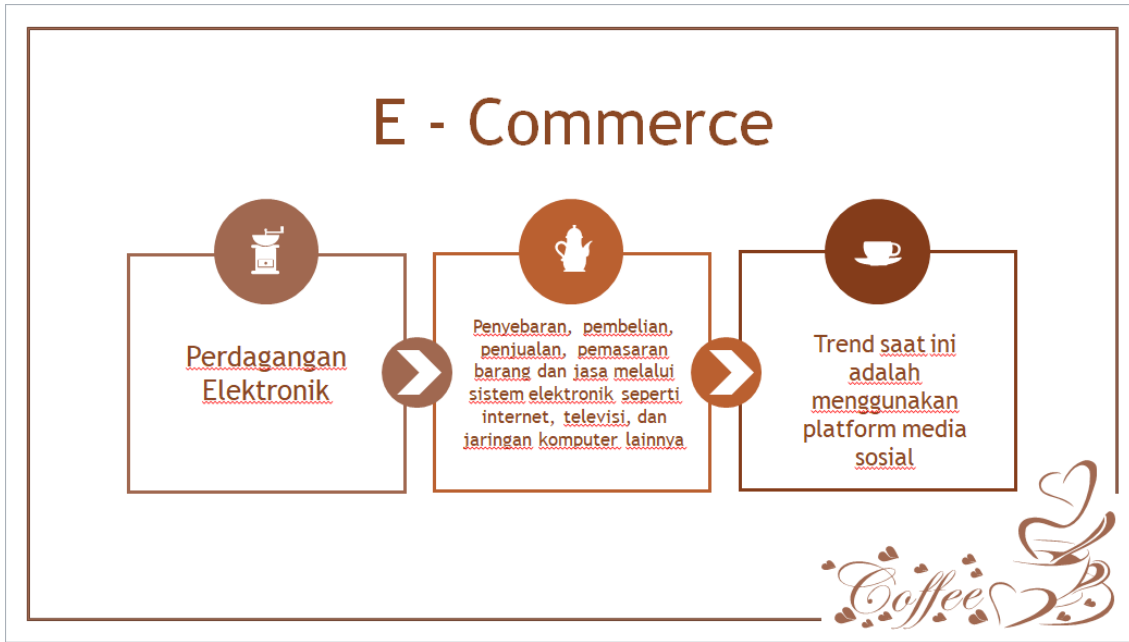 E - Commerce
Perdagangan
Elektronik
Penyebaran, pembelian,
penjualan, pemasaran
barang dan jasa melalui
sistem elektronik seperti
internet, televisi, dan
jaringan komputer lainnya
Trend saat ini
adalah
menggunakan
platform media
sosial
Coffee